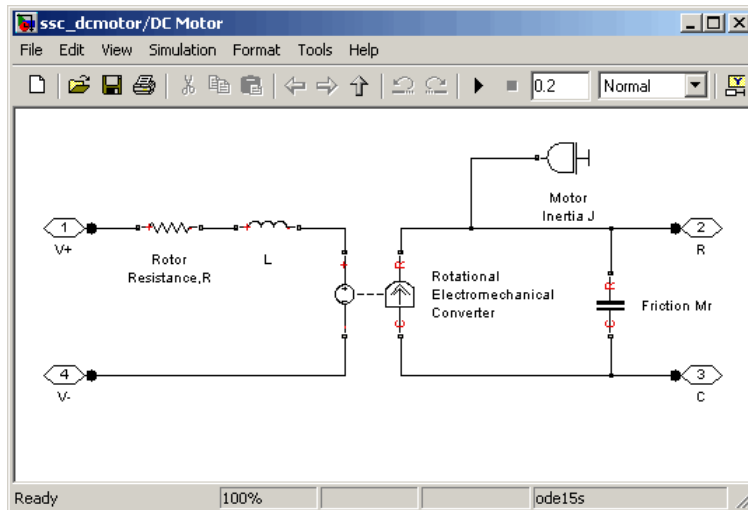 ssc_dcmotor/DC Motor
File Edit View Simulation Format Tools Help
0.2 Normal
Motor
Inertia J
1
V+
Rotor
Resistance,R
L
+
R
Rotational
Electromechanical
Converter
C
2
R
R
Friction Mr
C
4
V-
3
C
Ready 100% ode15s